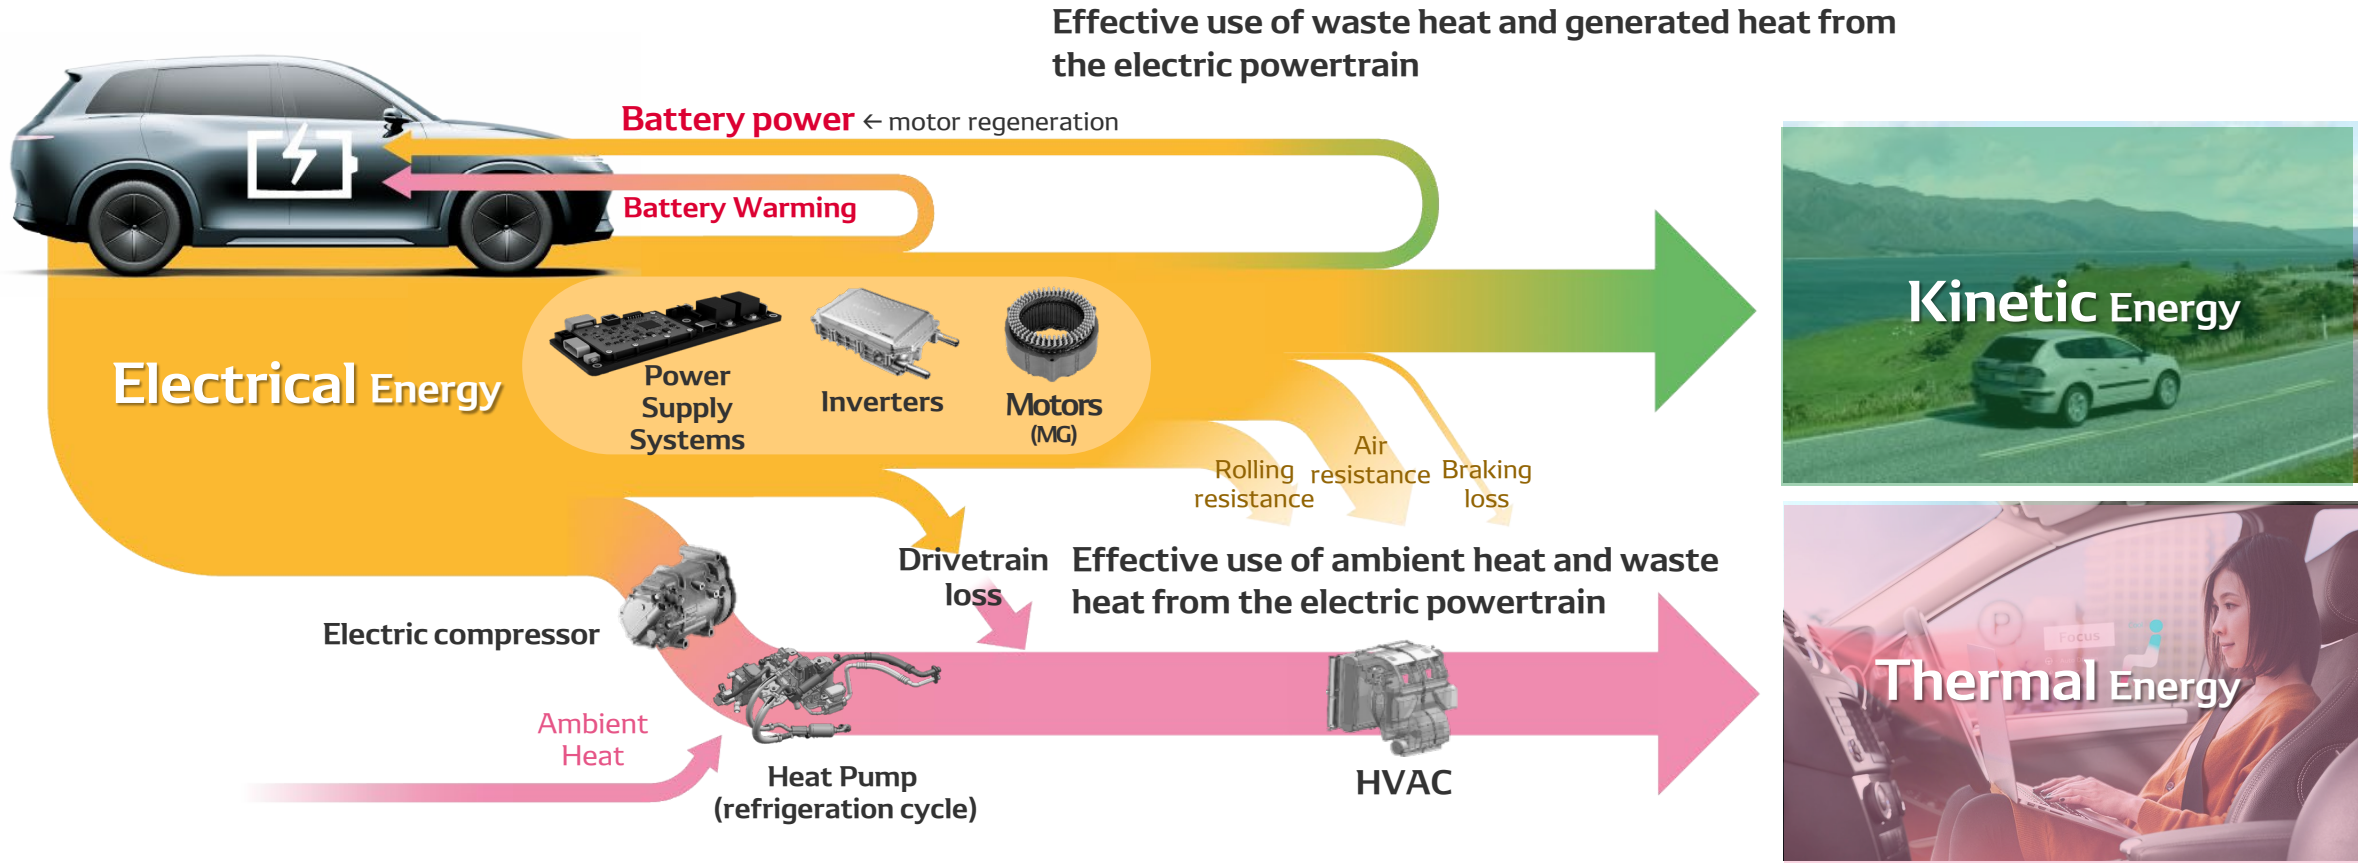 Effective use of waste heat and generated heat from
the electric powertrain
Battery power ← motor regeneration
Battery Warming
Electrical Energy
Power
Supply
Systems
Inverters
Motors
(MG)
Kinetic Energy
Rolling
resistance
Air
resistance
Braking
loss
Drivetrain
loss
Effective use of ambient heat and waste
heat from the electric powertrain
Electric compressor
Ambient
Heat
Heat Pump
(refrigeration cycle)
HVAC
P
Focus
Thermal Energy